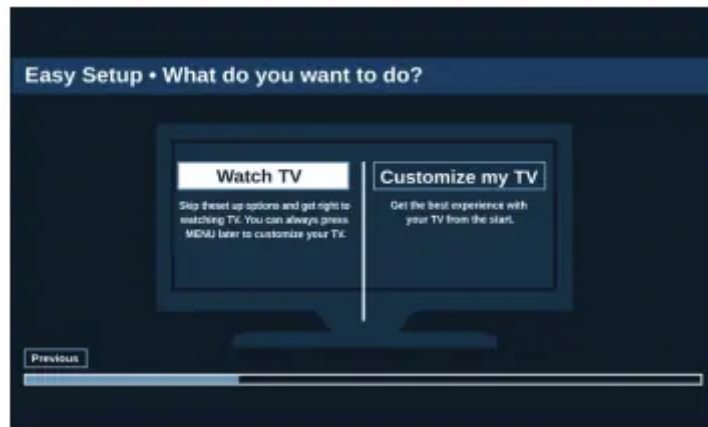 Easy Setup • What do you want to do?
Watch TV
Customize my TV
Skip theset up options and get right to
watching TV. You can always press
MENU later to customize your TV.
Get the best experience with
your TV from the start.
Previous